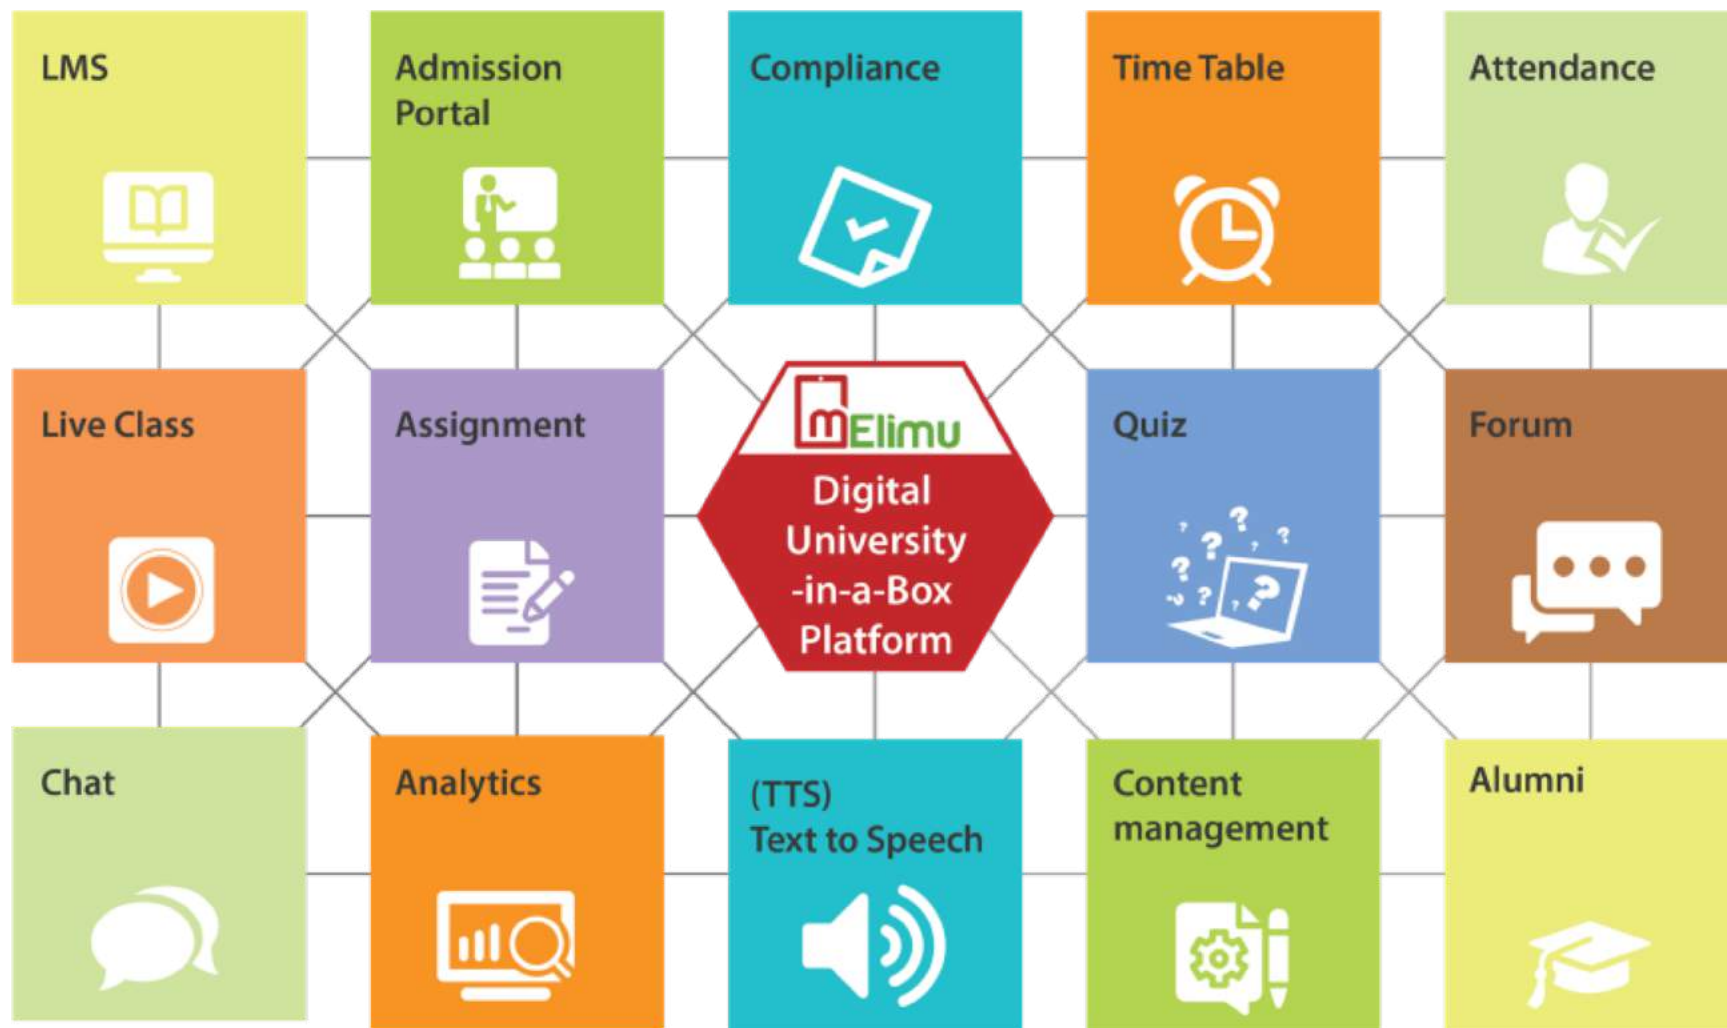 LMS
Admission
Portal
Compliance
Time Table
Attendance
Live Class
Assignment
mElimu
Digital
University
-in-a-Box
Platform
Quiz
Forum
Chat
Analytics
(TTS)
Text to Speech
Content
management
Alumni